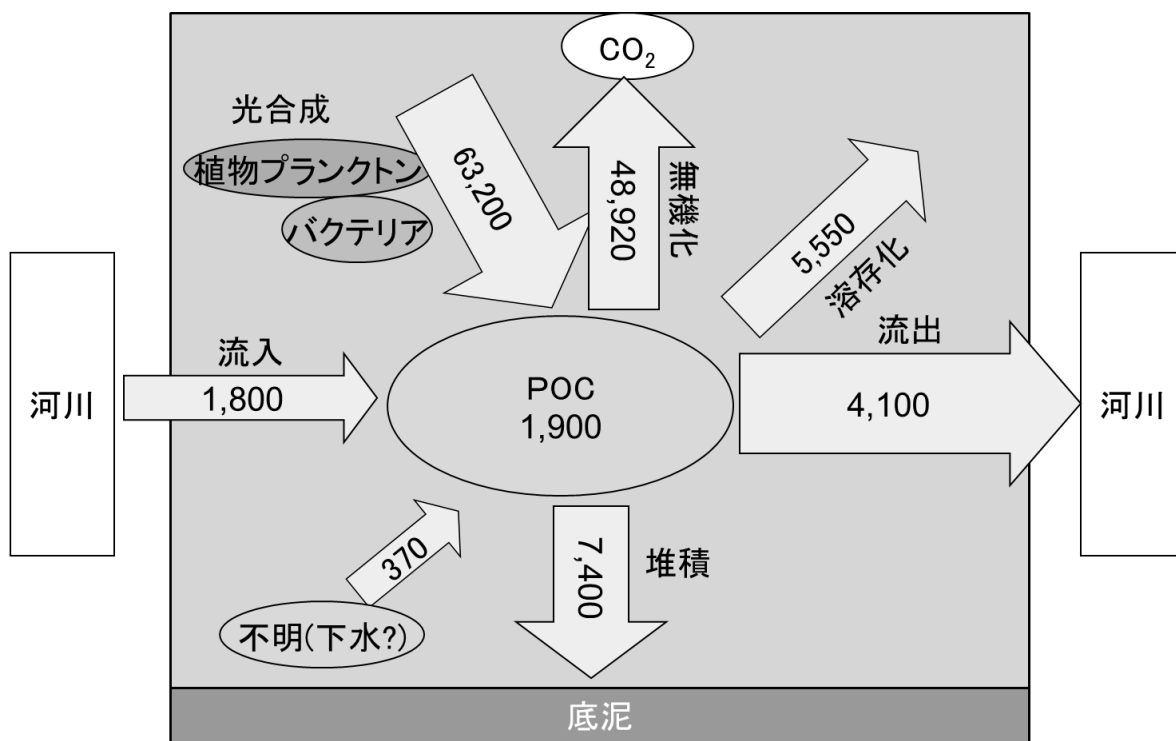 CO₂
光合成
植物プランクトン
バクテリア
63,200
48,920
無機化
5,550
溶存化
流入
1,800
河川
POC
1,900
流出
4,100
河川
370
不明(下水?)
7,400
堆積
底泥